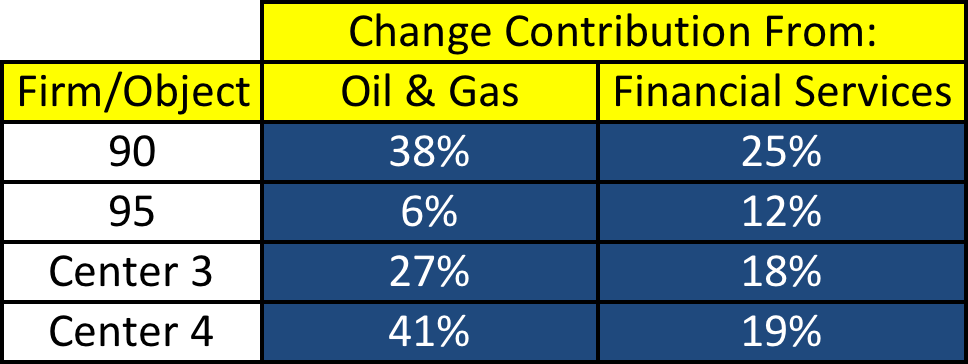 Change Contribution From:
Firm/Object Oil & Gas Financial Services
90 38% 25%
95 6% 12%
Center 3 27% 18%
Center 4 41% 19%